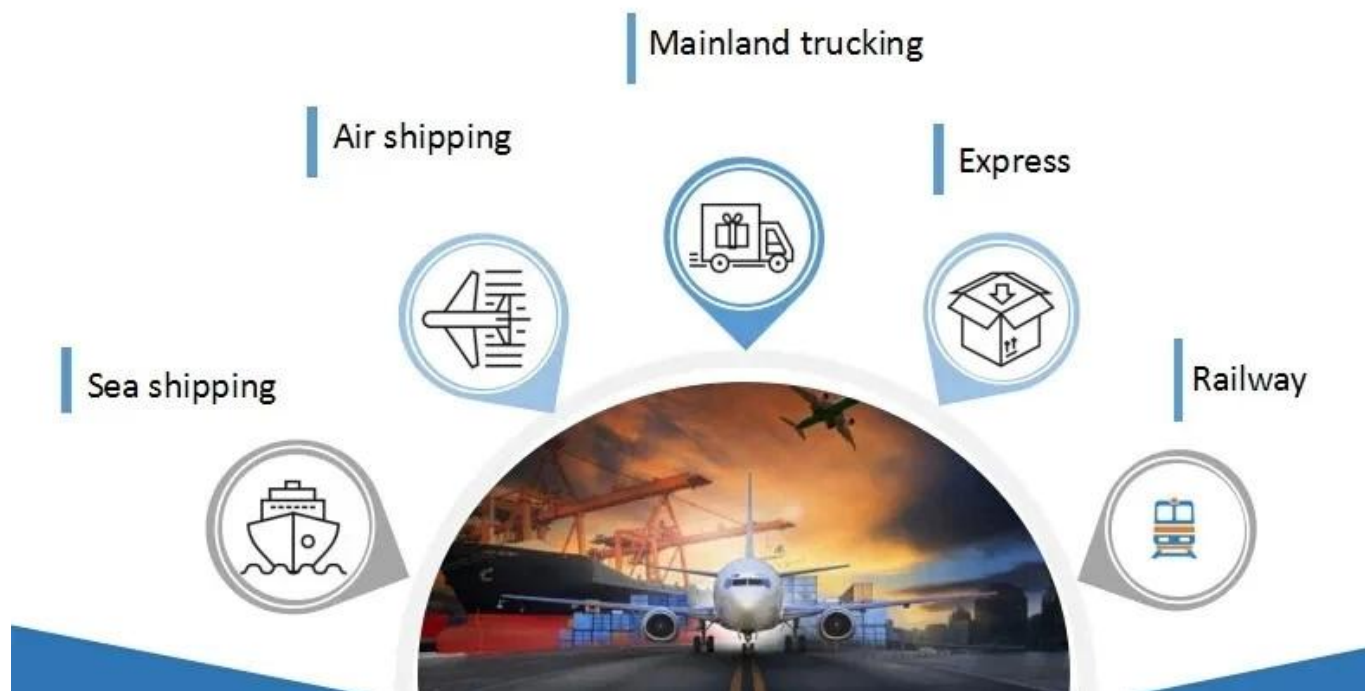 Mainland trucking
Air shipping
Express
Sea shipping
Railway